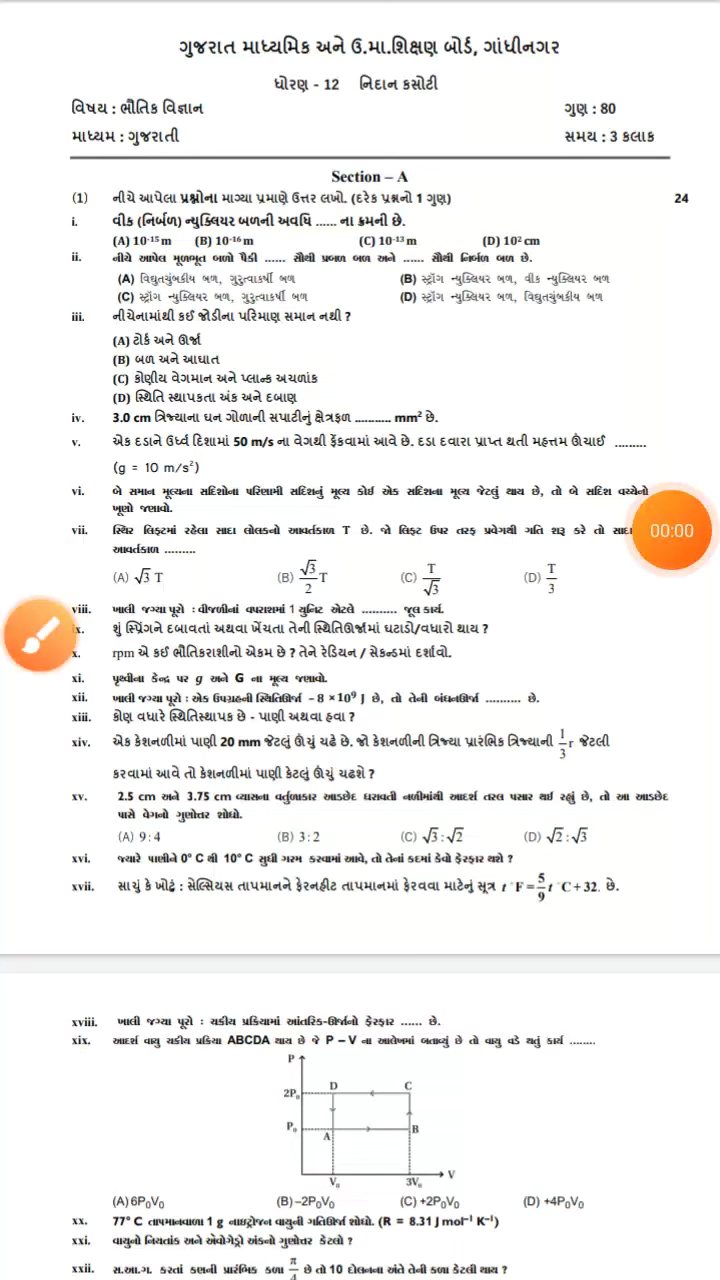 ગુજરાત માધ્યમિક અને ઉ.મા.શિક્ષણ બોર્ડ, ગાંધીનગર
ધોરણ - 12 નિદાન કસોટી
વિષય : ભૌતિક વિજ્ઞાન ગુણ : 80
માધ્યમ : ગુજરાતી સમય : 3 કલાક
Section – A
(1) નીચે આપેલા પ્રશ્નોના માગ્યા પ્રમાણે ઉત્તર લખો. (દરેક પ્રશ્નનો 1 ગુણ) 24
i. વીક (નિર્બળ) ન્યુક્લિયર બળની અવધિ ...... ના ક્રમની છે.
(A) 10⁻¹⁵ m (B) 10⁻¹⁶ m (C) 10⁻¹³ m (D) 10² cm
ii. નીચે આપેલ મૂળભૂત બળો પૈકી ...... સૌથી પ્રબળ બળ અને ...... સૌથી નિર્બળ બળ છે.
(A) વિદ્યુતચુંબકીય બળ, ગુરુત્વાકર્ષી બળ (B) સ્ટ્રૉંગ ન્યુક્લિયર બળ, વીક ન્યુક્લિયર બળ
(C) સ્ટ્રૉંગ ન્યુક્લિયર બળ, ગુરુત્વાકર્ષી બળ (D) સ્ટ્રૉંગ ન્યુક્લિયર બળ, વિદ્યુતચુંબકીય બળ
iii. નીચેનામાંથી કઈ જોડીના પરિમાણ સમાન નથી ?
(A) ટોર્ક અને ઊર્જા
(B) બળ અને આઘાત
(C) કોણીય વેગમાન અને પ્લાન્ક અચળાંક
(D) સ્થિતિ સ્થાપકતા અંક અને દબાણ
iv. 3.0 cm ત્રિજ્યાના ઘન ગોળાની સપાટીનું ક્ષેત્રફળ ........... mm² છે.
v. એક દડાને ઉર્ધ્વ દિશામાં 50 m/s ના વેગથી ફેંકવામાં આવે છે. દડા દવારા પ્રાપ્ત થતી મહત્તમ ઊંચાઈ .........
(g = 10 m/s²)
vi. બે સમાન મૂલ્યના સદિશોના પરિણામી સદિશનું મૂલ્ય કોઈ એક સદિશના મૂલ્ય જેટલું થાય છે, તો બે સદિશ વચ્ચેનો
ખૂણો જણાવો.
vii. સ્થિર લિફ્ટમાં રહેલા સાદા લોલકનો આવર્તકાળ T છે. જો લિફ્ટ ઉપર તરફ પ્રવેગથી ગતિ શરૂ કરે તો સાદા
00:00
આવર્તકાળ .........
(A) √3 T (B) √3/2 T (C) T/√3 (D) T/3
viii. ખાલી જગ્યા પૂરો : વીજળીનાં વપરાશમાં 1 યુનિટ એટલે .......... જૂલ કાર્ય.
ix. શું સ્પ્રિંગને દબાવતાં અથવા ખેંચતા તેની સ્થિતિઊર્જામાં ઘટાડો/વધારો થાય ?
x. rpm એ કઈ ભૌતિકરાશીનો એકમ છે ? તેને રેડિયન / સેકન્ડમાં દર્શાવો.
xi. પૃથ્વીના કેન્દ્ર પર g અને G ના મૂલ્ય જણાવો.
xii. ખાલી જગ્યા પૂરો : એક ઉપગ્રહની સ્થિતિઊર્જા – 8 ×10⁹ J છે, તો તેની બંધનઊર્જા .......... છે.
xiii. કોણ વધારે સ્થિતિસ્થાપક છે - પાણી અથવા હવા ?
xiv. એક કેશનળીમાં પાણી 20 mm જેટલું ઊંચું ચઢે છે. જો કેશનળીની ત્રિજ્યા પ્રારંભિક ત્રિજ્યાની 1/3 r જેટલી
કરવામાં આવે તો કેશનળીમાં પાણી કેટલું ઊંચું ચઢશે ?
xv. 2.5 cm અને 3.75 cm વ્યાસના વર્તુળાકાર આડછેદ ધરાવતી નળીમાંથી આદર્શ તરલ પસાર થઈ રહ્યું છે, તો આ આડછેદ
પાસે વેગનો ગુણોત્તર શોધો.
(A) 9 : 4 (B) 3 : 2 (C) √3 : √2 (D) √2 : √3
xvi. જ્યારે પાણીને 0° C થી 10° C સુધી ગરમ કરવામાં આવે, તો તેનાં કદમાં કેવો ફેરફાર થશે ?
xvii. સાચું કે ખોટું : સેલ્સિયસ તાપમાનને ફેરનહીટ તાપમાનમાં ફેરવવા માટેનું સૂત્ર t °F = 5/9 t °C + 32. છે.
xviii. ખાલી જગ્યા પૂરો : ચક્રીય પ્રક્રિયામાં આંતરિક-ઊર્જાનો ફેરફાર ...... છે.
xix. આદર્શ વાયુ ચક્રીય પ્રક્રિયા ABCDA થાય છે જે P – V ના આલેખમાં બતાવ્યું છે તો વાયુ વડે થતું કાર્ય ........
P
2P₀ D C
P₀ A B
V₀ 3V₀ V
(A) 6P₀V₀ (B) –2P₀V₀ (C) +2P₀V₀ (D) +4P₀V₀
xx. 77° C તાપમાનવાળા 1 g નાઇટ્રોજન વાયુની ગતિઊર્જા શોધો. (R = 8.31 J mol⁻¹ K⁻¹)
xxi. વાયુનો નિયતાંક અને એવોગેડ્રો અંકનો ગુણોત્તર કેટલો ?
xxii. સ.આ.ગ. કરતાં કણની પ્રારંભિક કળા π/4 છે તો 10 દોલનના અંતે તેની કળા કેટલી થાય ?